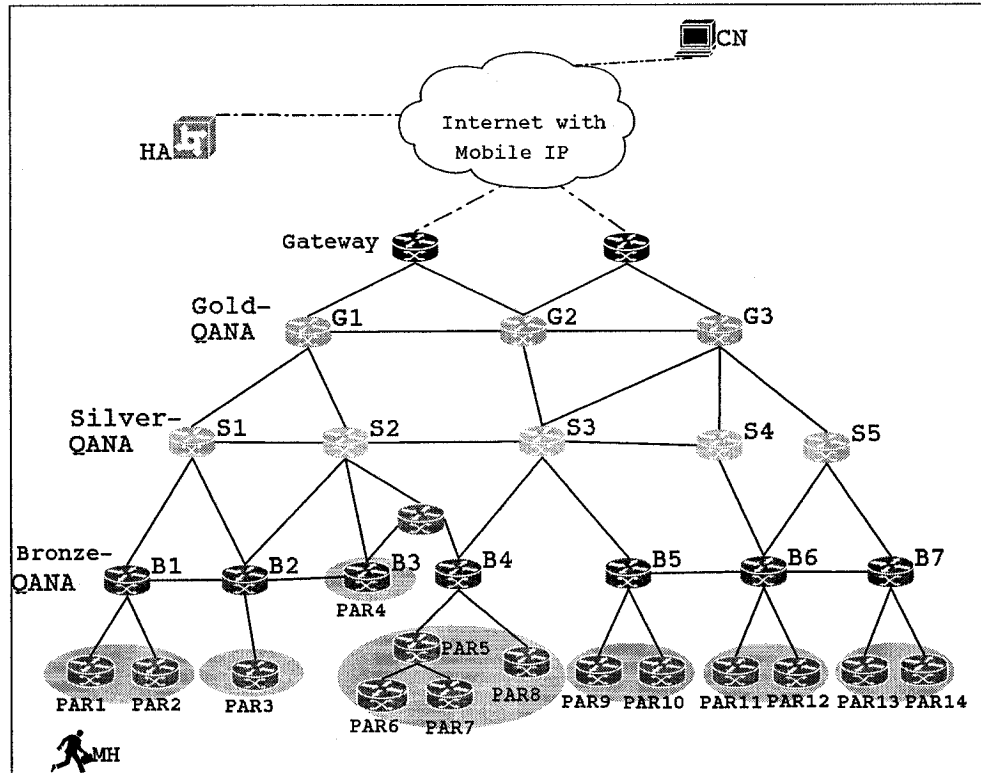 CN
Internet with
Mobile IP
HA
Gateway
Gold-
QANA
G1
G2
G3
Silver-
QANA
S1
S2
S3
S4
S5
Bronze-
QANA
B1
B2
B3
B4
B5
B6
B7
PAR4
PAR5
PAR8
PAR1
PAR2
PAR3
PAR6
PAR7
PAR9
PAR10
PAR11
PAR12
PAR13
PAR14
MH